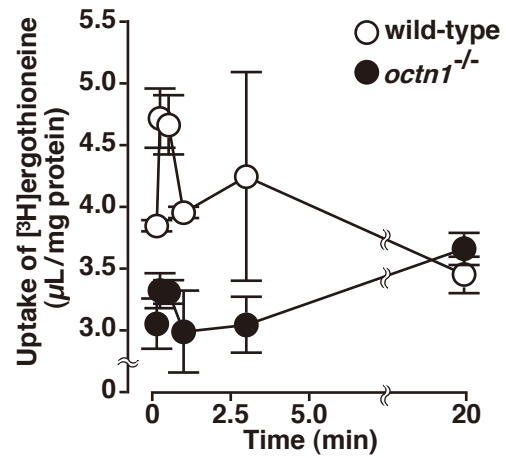 Uptake of [³H]ergothioneine
(µL/mg protein)
5.5
5.0
4.5
4.0
3.5
3.0
0
wild-type
octn1-/-
0 2.5 5.0 20
Time (min)